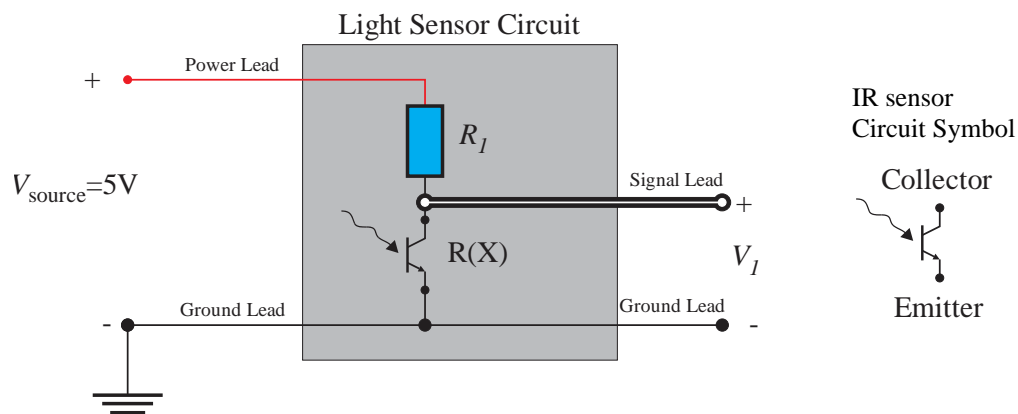 Light Sensor Circuit
+
Power Lead
R1
Vsource=5V
Signal Lead
+
R(X)
V1
-
Ground Lead
Ground Lead
-
IR sensor
Circuit Symbol
Collector
Emitter